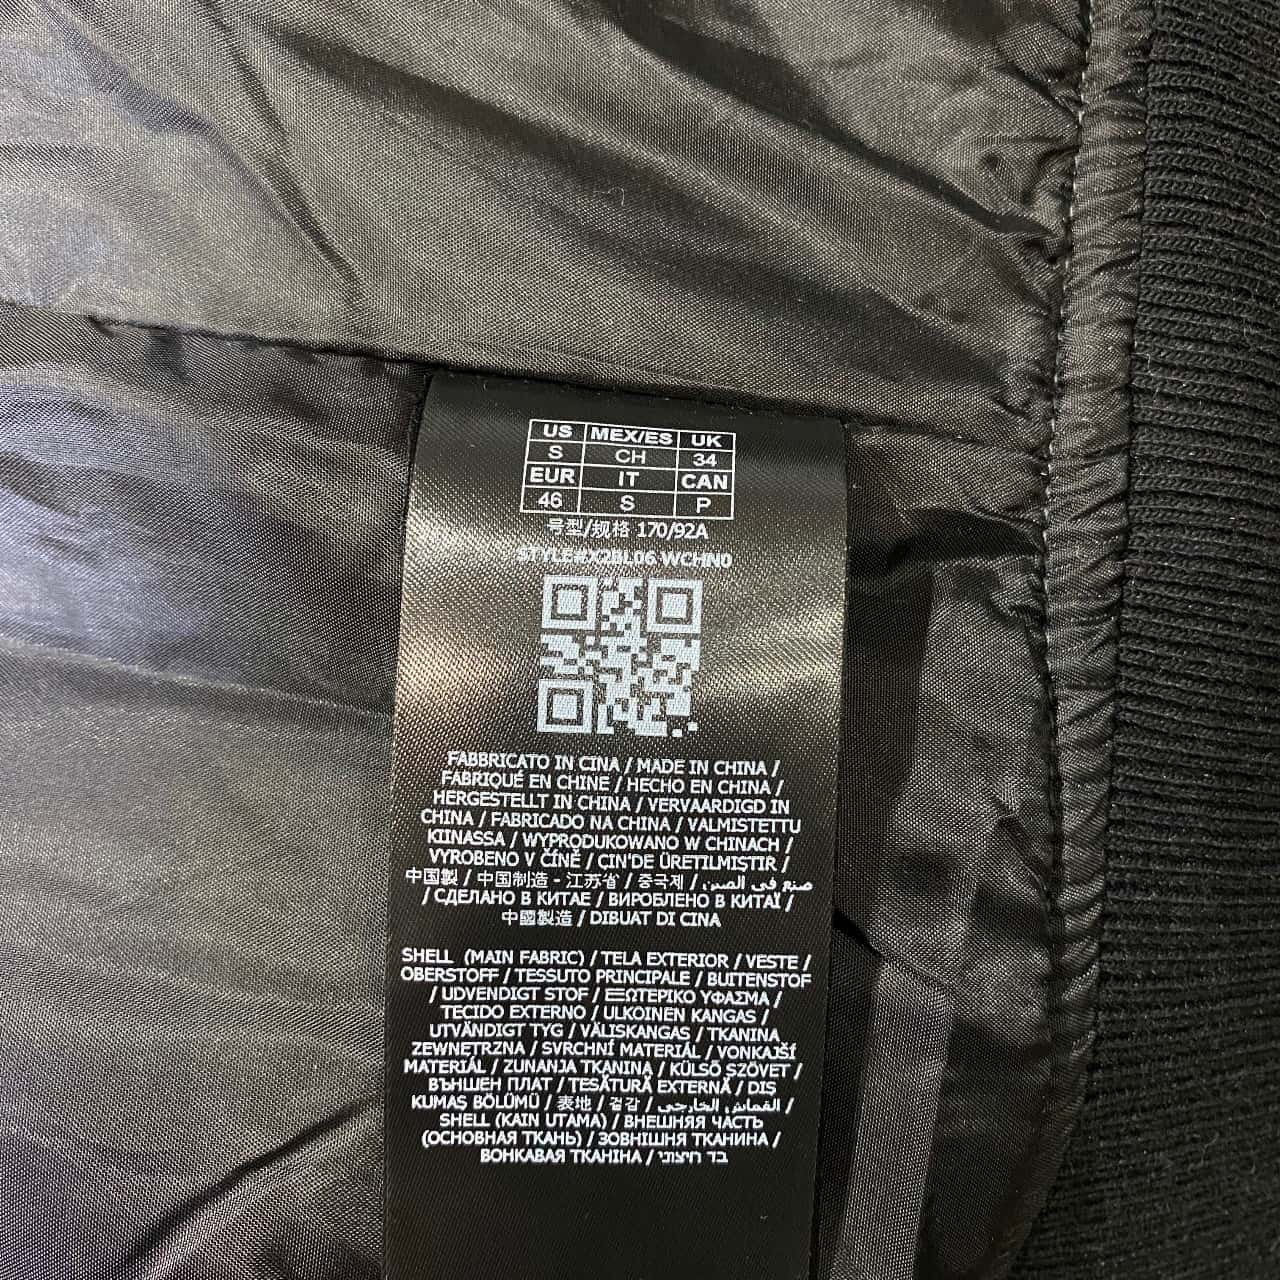 US MEX/ES UK
S CH 34
EUR IT CAN
46 S P
号型/规格 170/92A
STYLE#X2BL06 WCHN0
FABBRICATO IN CINA / MADE IN CHINA /
FABRIQUÉ EN CHINE / HECHO EN CHINA /
HERGESTELLT IN CHINA / VERVAARDIGD IN
CHINA / FABRICADO NA CHINA / VALMISTETTU
KIINASSA / WYPRODUKOWANO W CHINACH /
VYROBENO V ČÍNĚ / ÇIN'DE ÜRETILMIŞTIR /
中国製 / 中国制造 - 江苏省 / 중국제 / صنع في الصين
/ СДЕЛАНО В КИТАЕ / ВИРОБЛЕНО В КИТАЇ /
中國製造 / DIBUAT DI CINA
SHELL (MAIN FABRIC) / TELA EXTERIOR / VESTE /
OBERSTOFF / TESSUTO PRINCIPALE / BUITENSTOF
/ UDVENDIGT STOF / ΕΞΩΤΕΡΙΚΟ ΥΦΑΣΜΑ /
TECIDO EXTERNO / ULKOINEN KANGAS /
UTVÄNDIGT TYG / VÄLISKANGAS / TKANINA
ZEWNĘTRZNA / SVRCHNÍ MATERIÁL / VONKAJŠÍ
MATERIÁL / ZUNANJA TKANINA / KÜLSŐ SZÖVET /
ВЪНШЕН ПЛАТ / ȚESĂTURĂ EXTERNĂ / DIŞ
KUMAŞ BÖLÜMÜ / 表地 / 겉감 / القماش الخارجي /
SHELL (KAIN UTAMA) / ВНЕШНЯЯ ЧАСТЬ
(ОСНОВНАЯ ТКАНЬ) / ЗОВНІШНЯ ТКАНИНА /
ВОНКАВАЯ ТКАНІНА / בד חיצוני